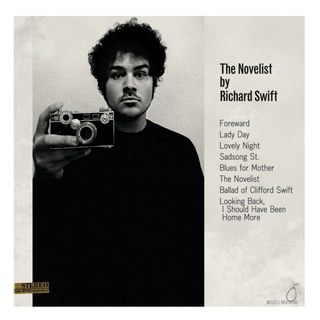 The Novelist
by
Richard Swift
Foreward
Lady Day
Lovely Night
Sadsong St.
Blues for Mother
The Novelist
Ballad of Clifford Swift
Looking Back,
I Should Have Been
Home More
STEREO